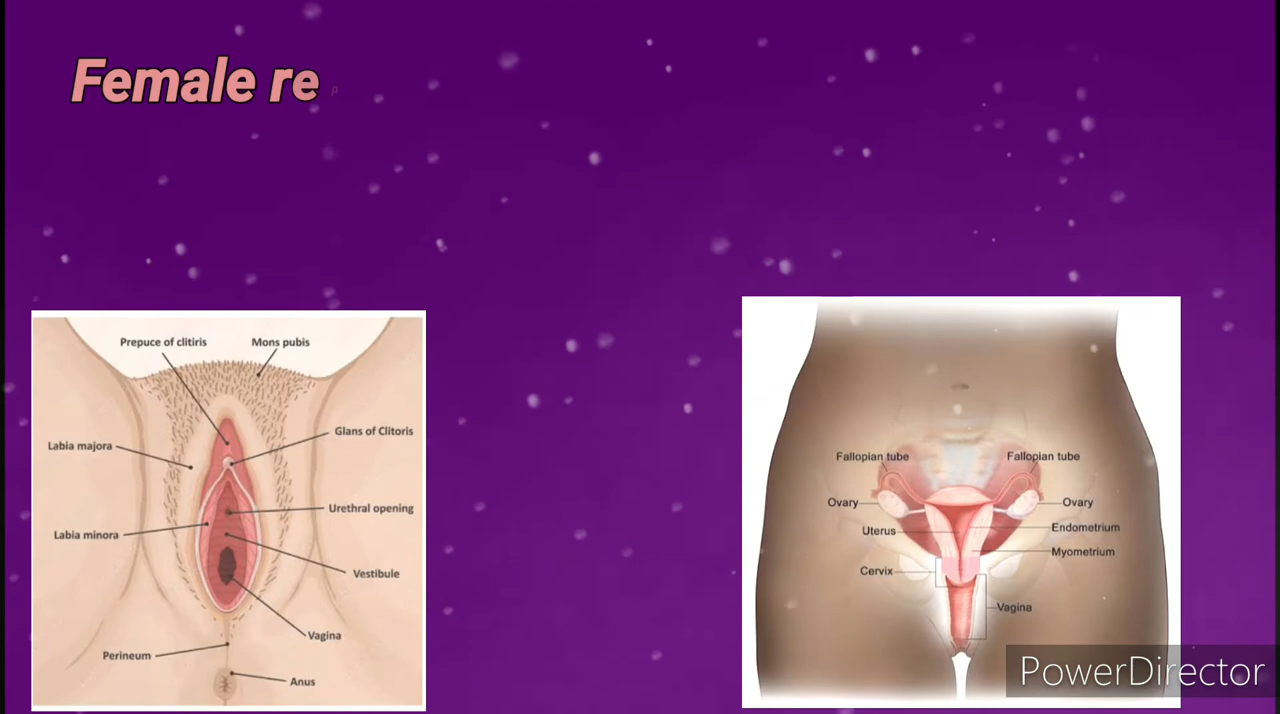 Female re
Prepuce of clitiris
Mons pubis
Glans of Clitoris
Labia majora
Urethral opening
Labia minora
Vestibule
Vagina
Perineum
Anus
Fallopian tube
Fallopian tube
Ovary
Ovary
Uterus
Endometrium
Myometrium
Cervix
Vagina
PowerDirector